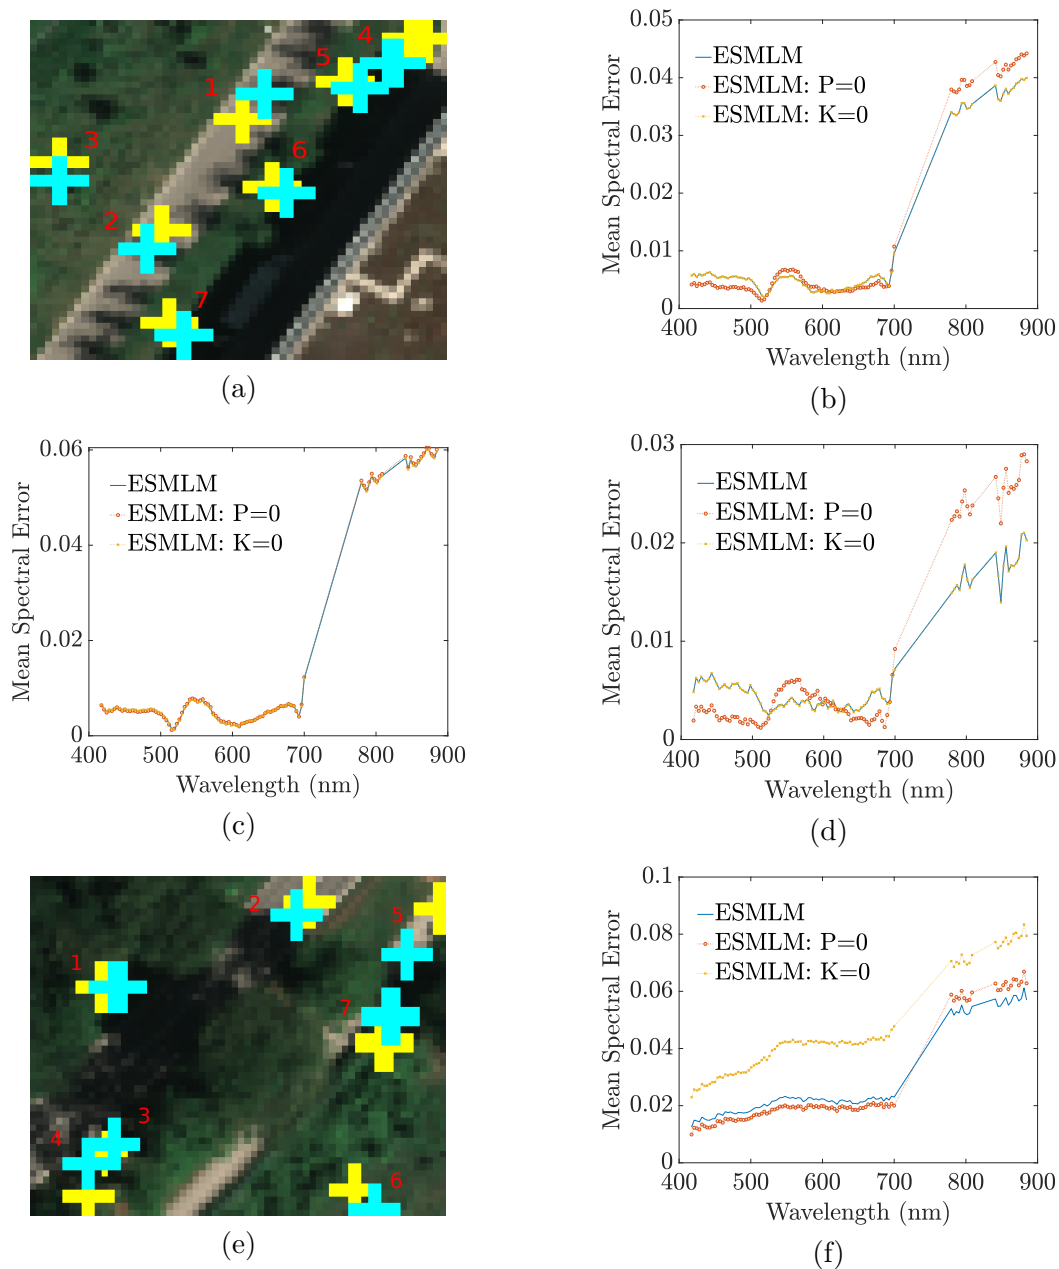 1
2
3
4
5
6
7
(a)
Mean Spectral Error
0.05
0.04
0.03
0.02
0.01
0
ESMLM
ESMLM: P=0
ESMLM: K=0
400 500 600 700 800 900
Wavelength (nm)
(b)
Mean Spectral Error
0.06
0.04
0.02
0
ESMLM
ESMLM: P=0
ESMLM: K=0
400 500 600 700 800 900
Wavelength (nm)
(c)
Mean Spectral Error
0.03
0.02
0.01
0
ESMLM
ESMLM: P=0
ESMLM: K=0
400 500 600 700 800 900
Wavelength (nm)
(d)
1
2
3
4
5
6
7
(e)
Mean Spectral Error
0.1
0.08
0.06
0.04
0.02
0
ESMLM
ESMLM: P=0
ESMLM: K=0
400 500 600 700 800 900
Wavelength (nm)
(f)